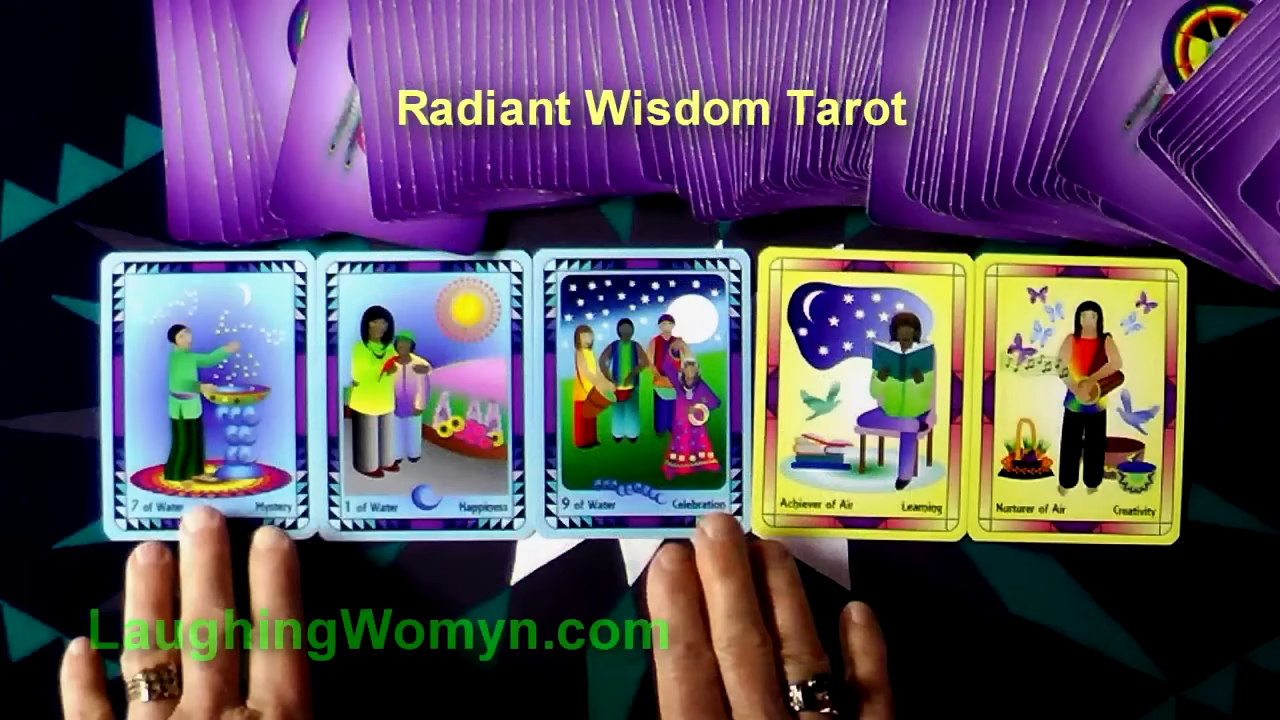 Radiant Wisdom Tarot
7 of Water Mystery
1 of Water Happiness
9 of Water Celebration
Achiever of Air Learning
Nurturer of Air Creativity
LaughingWomyn.com